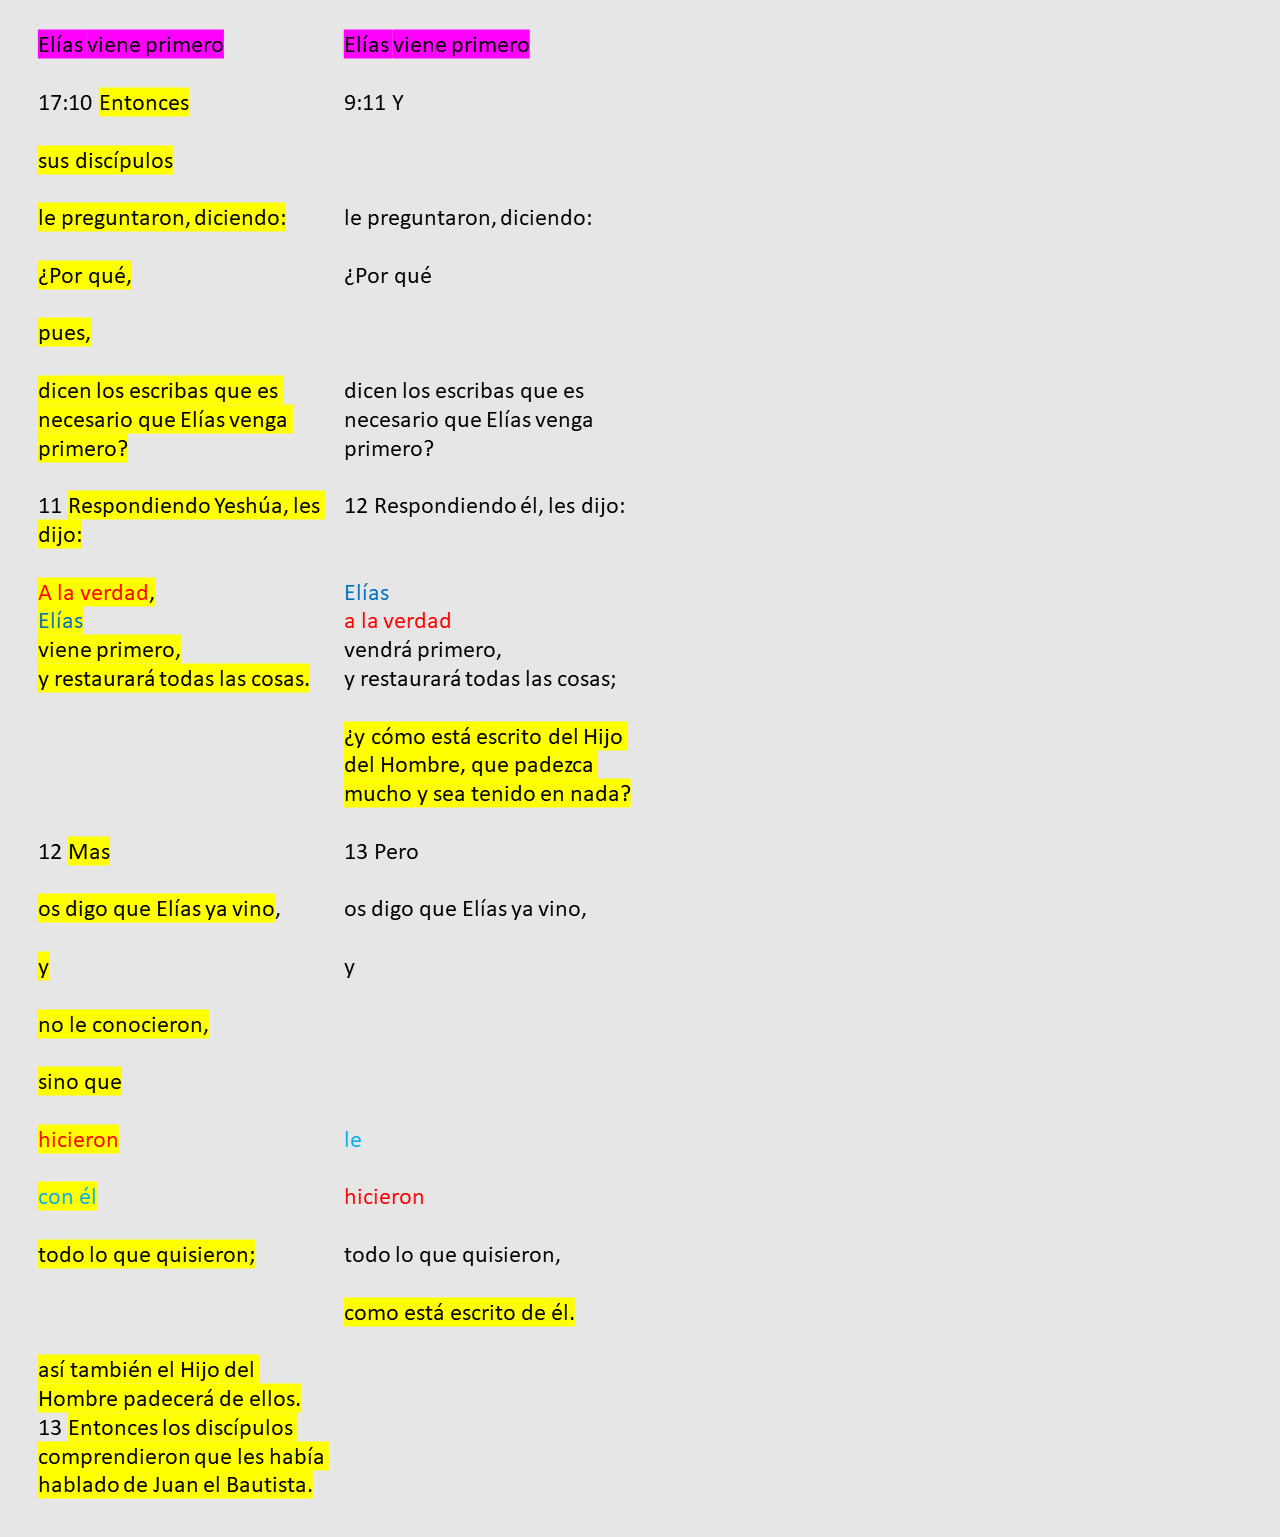 Elías viene primero
17:10 Entonces
sus discípulos
le preguntaron, diciendo:
¿Por qué,
pues,
dicen los escribas que es
necesario que Elías venga
primero?
11 Respondiendo Yeshúa, les
dijo:
A la verdad,
Elías
viene primero,
y restaurará todas las cosas.
12 Mas
os digo que Elías ya vino,
y
no le conocieron,
sino que
hicieron
con él
todo lo que quisieron;
así también el Hijo del
Hombre padecerá de ellos.
13 Entonces los discípulos
comprendieron que les había
hablado de Juan el Bautista.
Elías viene primero
9:11 Y
le preguntaron, diciendo:
¿Por qué
dicen los escribas que es
necesario que Elías venga
primero?
12 Respondiendo él, les dijo:
Elías
a la verdad
vendrá primero,
y restaurará todas las cosas;
¿y cómo está escrito del Hijo
del Hombre, que padezca
mucho y sea tenido en nada?
13 Pero
os digo que Elías ya vino,
y
le
hicieron
todo lo que quisieron,
como está escrito de él.